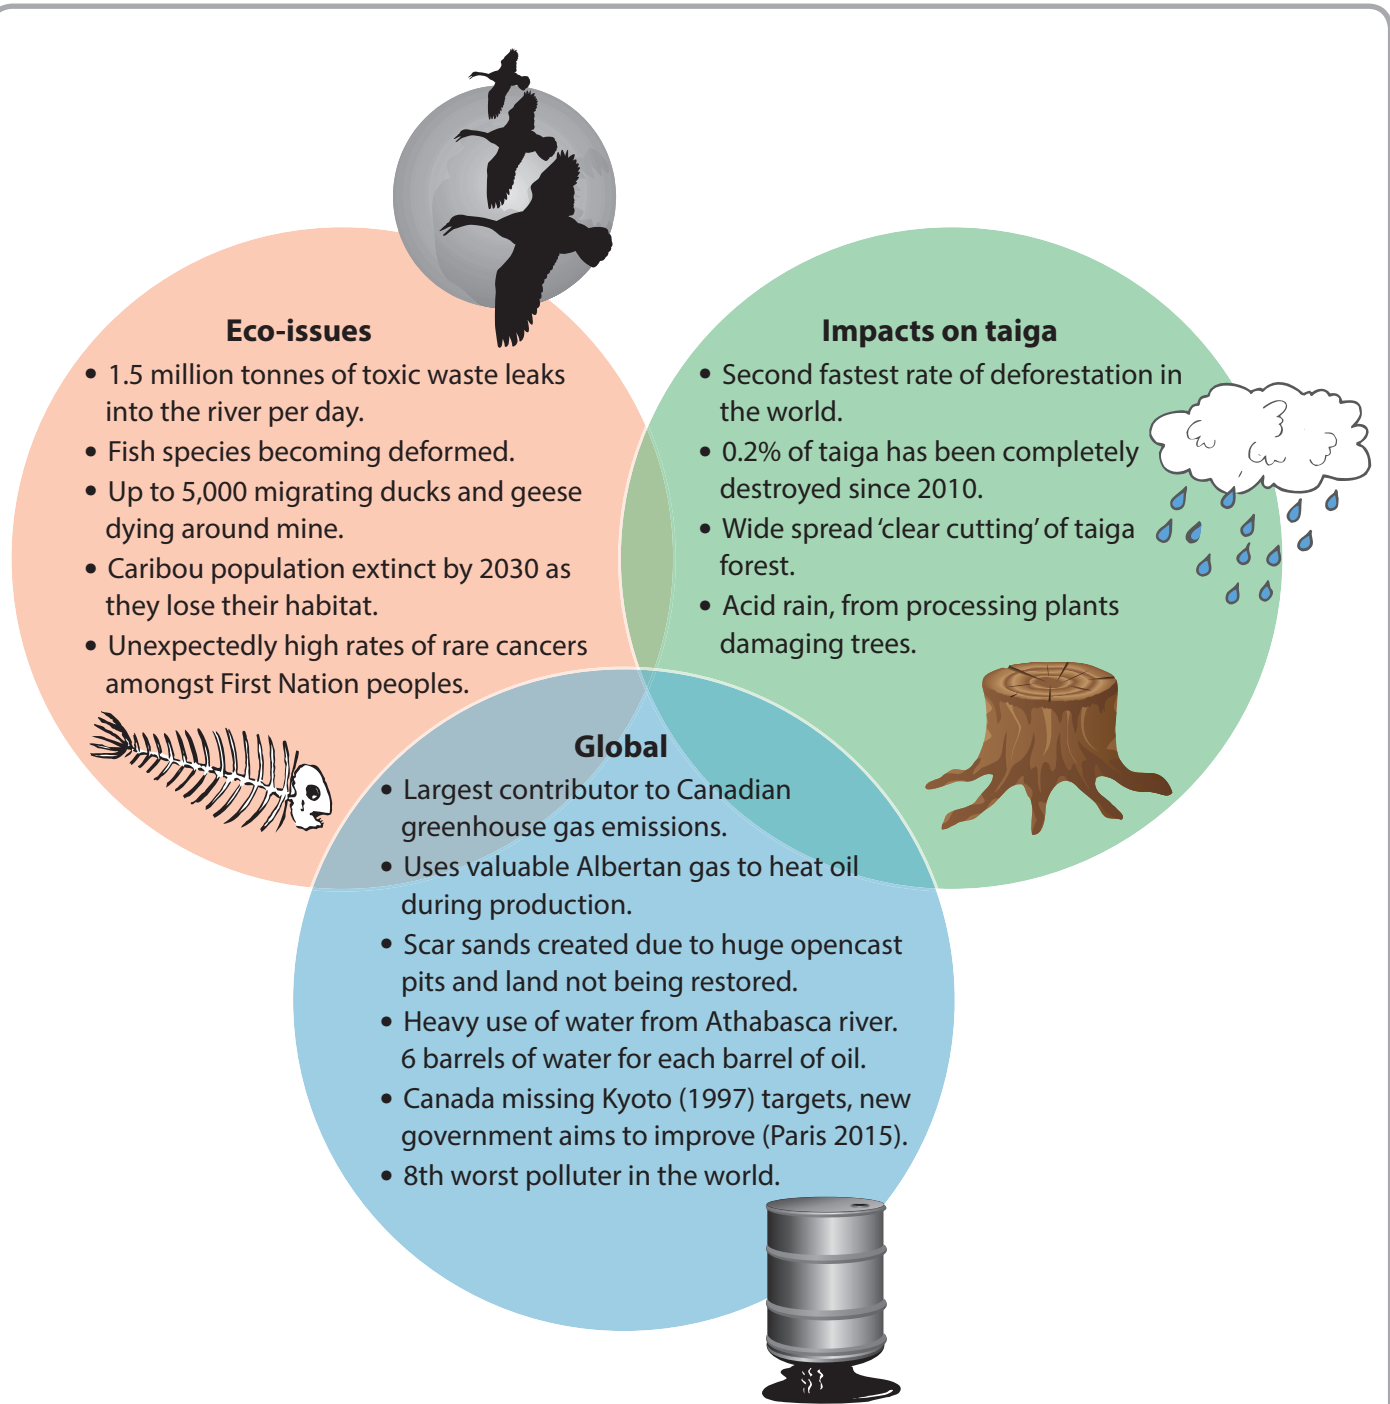 Eco-issues
• 1.5 million tonnes of toxic waste leaks
into the river per day.
• Fish species becoming deformed.
• Up to 5,000 migrating ducks and geese
dying around mine.
• Caribou population extinct by 2030 as
they lose their habitat.
• Unexpectedly high rates of rare cancers
amongst First Nation peoples.
Impacts on taiga
• Second fastest rate of deforestation in
the world.
• 0.2% of taiga has been completely
destroyed since 2010.
• Wide spread ‘clear cutting’ of taiga
forest.
• Acid rain, from processing plants
damaging trees.
Global
• Largest contributor to Canadian
greenhouse gas emissions.
• Uses valuable Albertan gas to heat oil
during production.
• Scar sands created due to huge opencast
pits and land not being restored.
• Heavy use of water from Athabasca river.
6 barrels of water for each barrel of oil.
• Canada missing Kyoto (1997) targets, new
government aims to improve (Paris 2015).
• 8th worst polluter in the world.